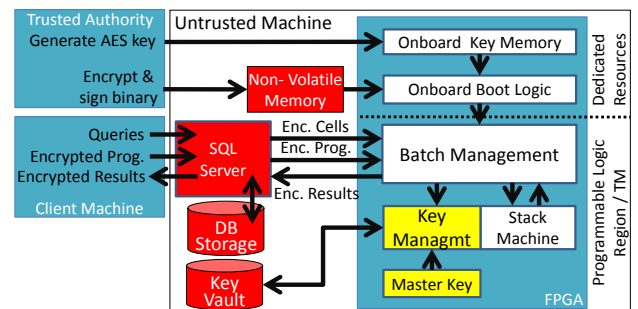 Trusted Authority
Generate AES key
Encrypt &
sign binary
Untrusted Machine
Non- Volatile
Memory
Onboard Key Memory
Onboard Boot Logic
Dedicated
Resources
Queries
Encrypted Prog.
Encrypted Results
Client Machine
SQL
Server
Enc. Cells
Enc. Prog.
Enc. Results
DB
Storage
Key
Vault
Batch Management
Key
Managmt
Stack
Machine
Master Key
FPGA
Programmable Logic
Region / TM